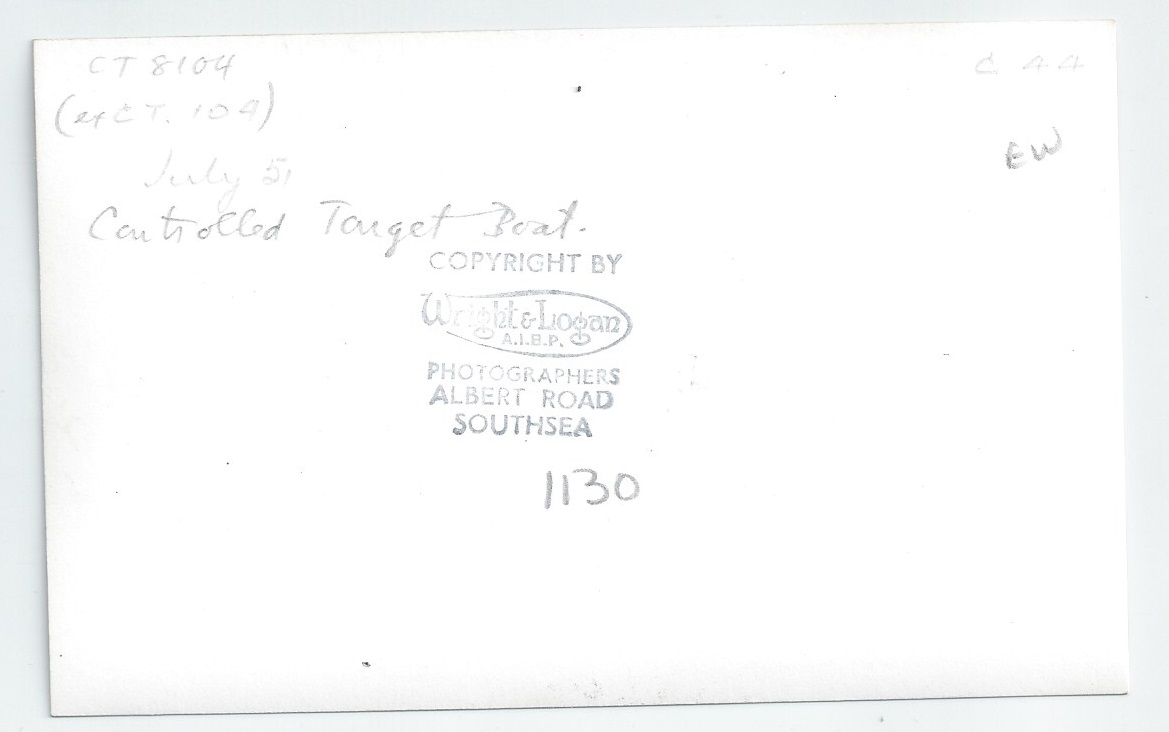 CT 8104
C 44
(ex CT. 104)
EW
July 51
Controlled Target Boat.
COPYRIGHT BY
Wright & Logan
A.I.B.P.
PHOTOGRAPHERS
ALBERT ROAD
SOUTHSEA
1130